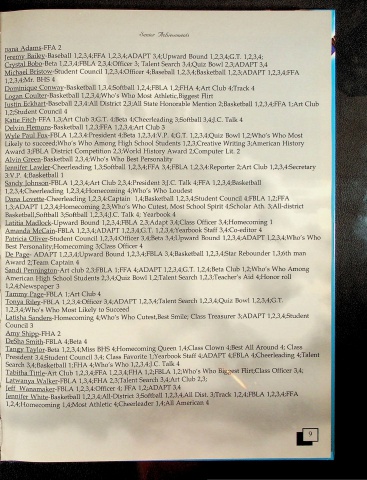 Senior Achievements
nana Adams-FFA 2
Jeremy Bailey-Baseball 1,2,3,4;FFA 1,2,3,4;ADAPT 3,4;Upward Bound 1,2,3,4;G.T. 1,2,3,4;
Crystal Bobo-Beta 1,2,3,4;FBLA 2,3,4;Officer 3; Talent Search 3,4;Quiz Bowl 2,3;ADAPT 3,4
Michael Bristow-Student Council 1,2,3,4;Officer 4;Baseball 1,2,3,4;Basketball 1,2,3;ADAPT 1,2,3,4;FFA
1,2,3,4;Mr. BHS 4
Dominique Conway-Basketball 1,3,4;Softball 1,2,4;FBLA 1,2;FHA 4;Art Club 4;Track 4
Logan Coulter-Basketball 1,2,3,4;Who's Who Most Athletic,Biggest Flirt
Justin Eckhart-Baseball 2,3,4;All District 2,3;All State Honorable Mention 2;Basketball 1,2,3,4;FFA 1;Art Club
1,2;Student Council 4
Katie Fitch FFA 1,3;Art Club 3;G.T. 4;Beta 4;Cheerleading 3;Softball 3,4;J.C. Talk 4
Delvin Flemons-Basketball 1,2,3;FFA 1,2,3,4;Art Club 3
Wyle Paul Fox-FBLA 1,2,3,4;President 4;Beta 1,2,3,4;V.P. 4;G.T. 1,2,3,4;Quiz Bowl 1,2;Who's Who Most
Likely to succeed;Who's Who Among High School Students 1,2,3;Creative Writing 3;American History
Award 3;FBLA District Competition 2,3;World History Award 2;Computer Lit. 2
Alvin Green-Basketball 2,3,4;Who's Who Best Personality
Jennifer Lawler-Cheerleading 1,3;Softball 1,2,3,4;FFA 3,4;FBLA 1,2,3,4;Reporter 2;Art Club 1,2,3,4;Secretary
3;V.P. 4;Basketball 1
Sandy Johnson-FBLA 1,2,3,4;Art Club 2,3,4;President 3;J.C. Talk 4;FFA 1,2,3,4;Basketball
1,2,3,4;Cheerleading 1,2,3,4;Homecoming 4;Who's Who Loudest
Dana Lovette-Cheerleading 1,2,3,4;Captain 1,4;Basketball 1,2,3,4;Student Council 4;FBLA 1,2;FFA
1,3;ADAPT 1,2,3,4;Homecoming 2,3;Who's Who Cutest, Most School Spirit 4;Scholar Ath. 3;All-district
Basketball,Softball 3;Softball 1,2,3,4;J.C. Talk 4; Yearbook 4
Latitia Madlock-Upward Bound 1,2,3,4;FBLA 2,3;Adapt 3,4;Class Officer 3,4;Homecoming 1
Amanda McCain-FBLA 1,2,3,4;ADAPT 1,2,3,4;G.T. 1,2,3,4;Yearbook Staff 3,4;Co-editor 4
Patricia Oliver-Student Council 1,2,3,4;Officer 3,4;Beta 3,4;Upward Bound 1,2,3,4;ADAPT 1,2,3,4;Who's Who
Best Personality;Homecoming 3;Class Officer 4
De Page- ADAPT 1,2,3,4;Upward Bound 1,2,3,4;FBLA 3,4;Basketball 1,2,3,4;Star Rebounder 1,3;6th man
Award 2;Team Captain 4
Sandi Pennington-Art club 2,3;FBLA 1;FFA 4;ADAPT 1,2,3,4;G.T. 1,2,4;Beta Club 1,2;Who's Who Among
American High School Students 2,3,4;Quiz Bowl 1,2;Talent Search 1,2,3;Teacher's Aid 4;Honor roll
1,2,4;Newspaper 3
Tammy Page-FBLA 1;Art Club 4
Tonya Riley-FBLA 1,2,3,4;Officer 3,4;ADAPT 1,2,3,4;Talent Search 1,2,3,4;Quiz Bowl 1,2,3,4;G.T.
1,2,3,4;Who's Who Most Likely to Succeed
Latisha Sanders-Homecoming 4;Who's Who Cutest,Best Smile; Class Treasurer 3;ADAPT 1,2,3,4;Student
Council 3
Amy Shipp-FHA 2
DeSha Smith-FBLA 4;Beta 4
Tangy Taylor-Beta 1,2,3,4;Miss BHS 4;Homecoming Queen 1,4;Class Clown 4;Best All Around 4; Class
President 3,4;Student Council 3,4; Class Favorite 1;Yearbook Staff 4;ADAPT 4;FBLA 4;Cheerleading 4;Talent
Search 3,4;Basketball 1;FHA 4;Who's Who 1,2,3,4;J.C. Talk 4
Tabitha Tittle-Art Club 1,2,3,4;FFA 1,2,3,4;FHA 1,2;FBLA 1,2;Who's Who Biggest Flirt;Class Officer 3,4;
Latwanya Walker-FBLA 1,3,4;FHA 2,3;Talent Search 3,4;Art Club 2,3;
Jeff Wanamaker-FBLA 1,2,3,4;Officer 4; FFA 1,2;ADAPT 3,4
Jennifer White-Basketball 1,2,3,4;All-District 3;Softball 1,2,3,4;All Dist. 3;Track 1,2,4;FBLA 1,2,3,4;FFA
1,2,4;Homecoming 1,4;Most Athletic 4;Cheerleader 1,4;All American 4
9